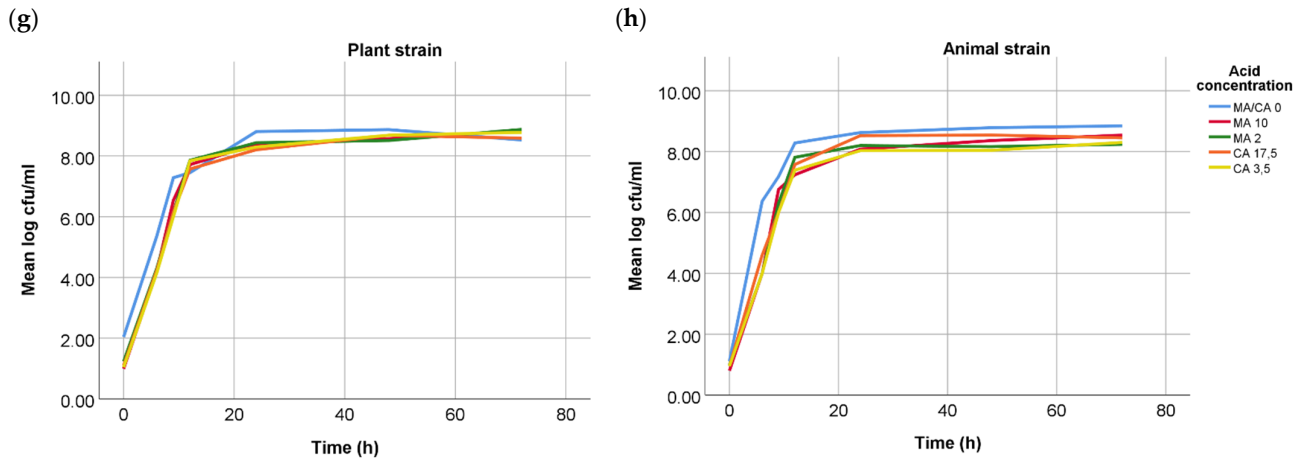 (g)
Plant strain
Mean log cfu/ml
10.00
8.00
6.00
4.00
2.00
0.00
0 20 40 60 80
Time (h)
(h)
Animal strain
Mean log cfu/ml
10.00
8.00
6.00
4.00
2.00
0.00
0 20 40 60 80
Time (h)
Acid
concentration
MA/CA 0
MA 10
MA 2
CA 17,5
CA 3,5